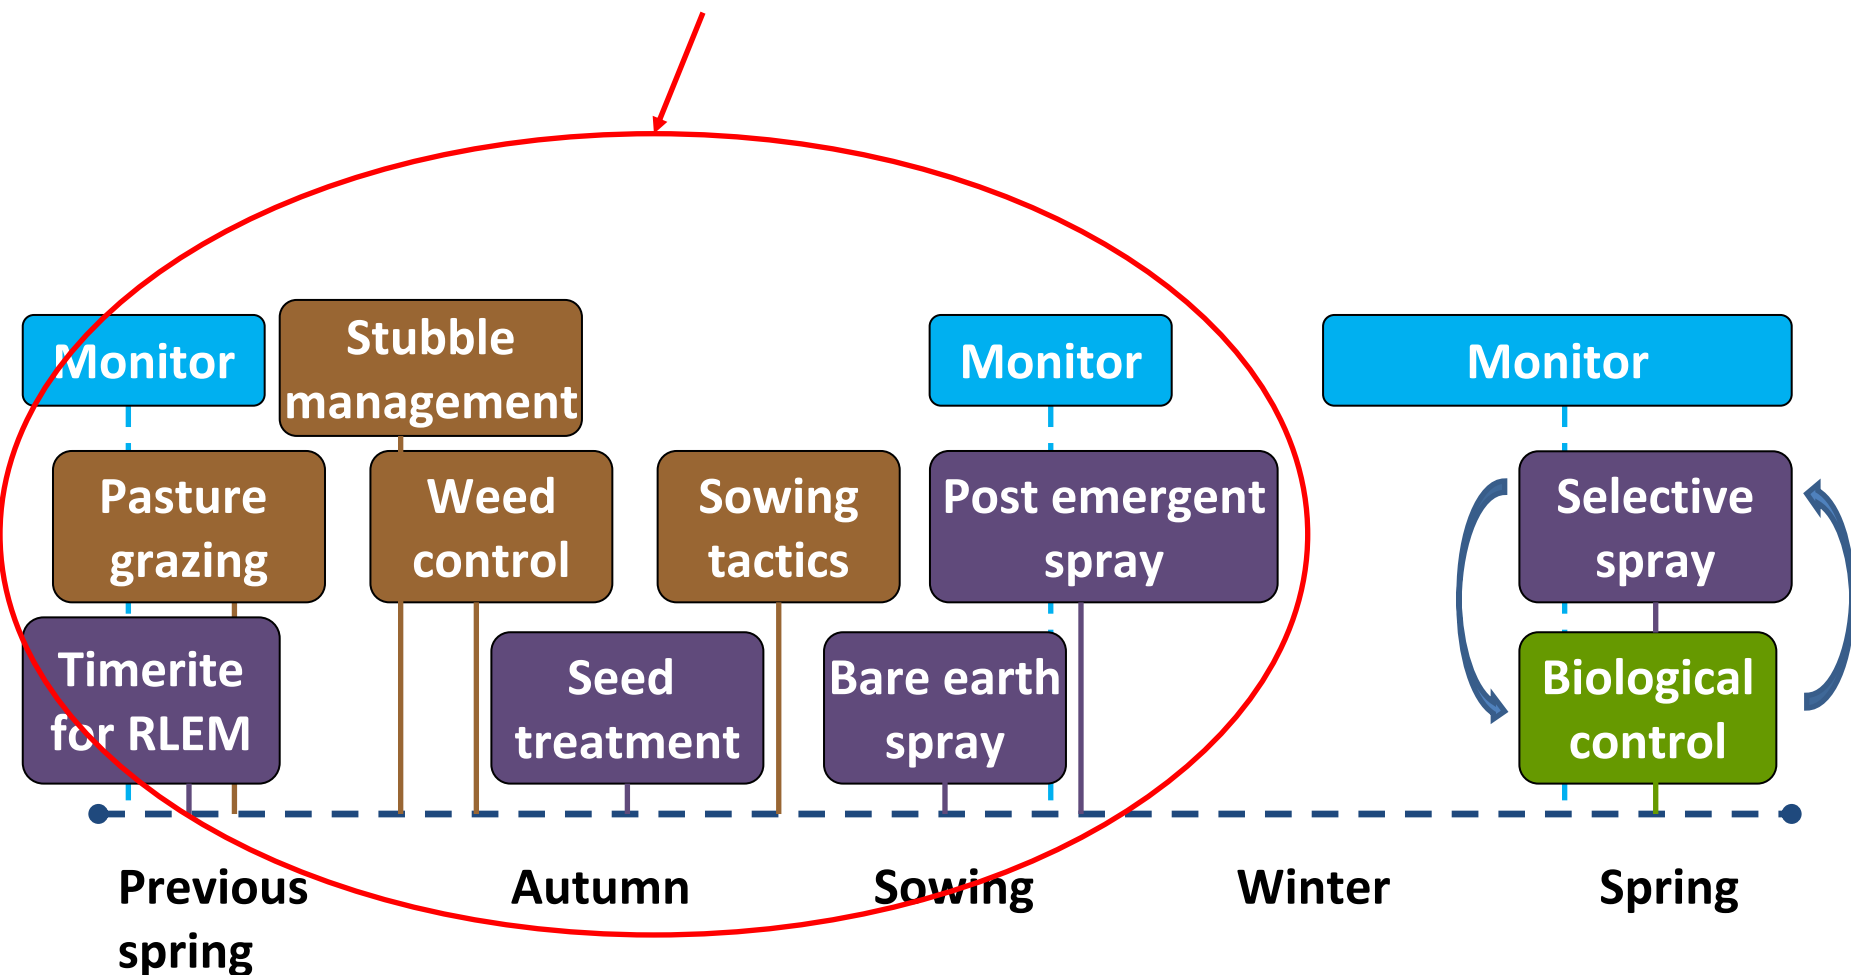 Monitor
Stubble
management
Monitor
Monitor
Pasture
grazing
Weed
control
Sowing
tactics
Post emergent
spray
Selective
spray
Timerite
for RLEM
Seed
treatment
Bare earth
spray
Biological
control
Previous
spring
Autumn
Sowing
Winter
Spring